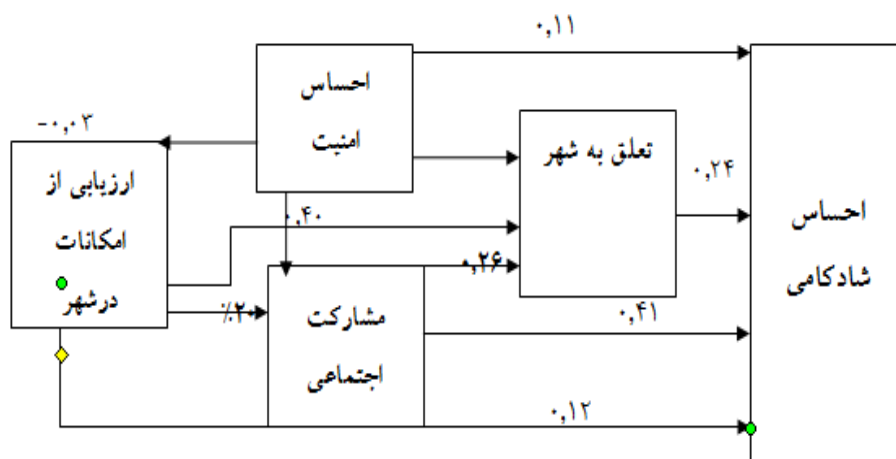 ۰,۱۱
احساس
امنیت
-۰,۰۳
تعلق به شهر
۰,۲۴
ارزیابی از
امکانات
درشهر
احساس
شادکامی
۰,۴۰
۰,۲۶
٪۲۰
مشارکت
اجتماعی
۰,۴۱
۰,۱۲